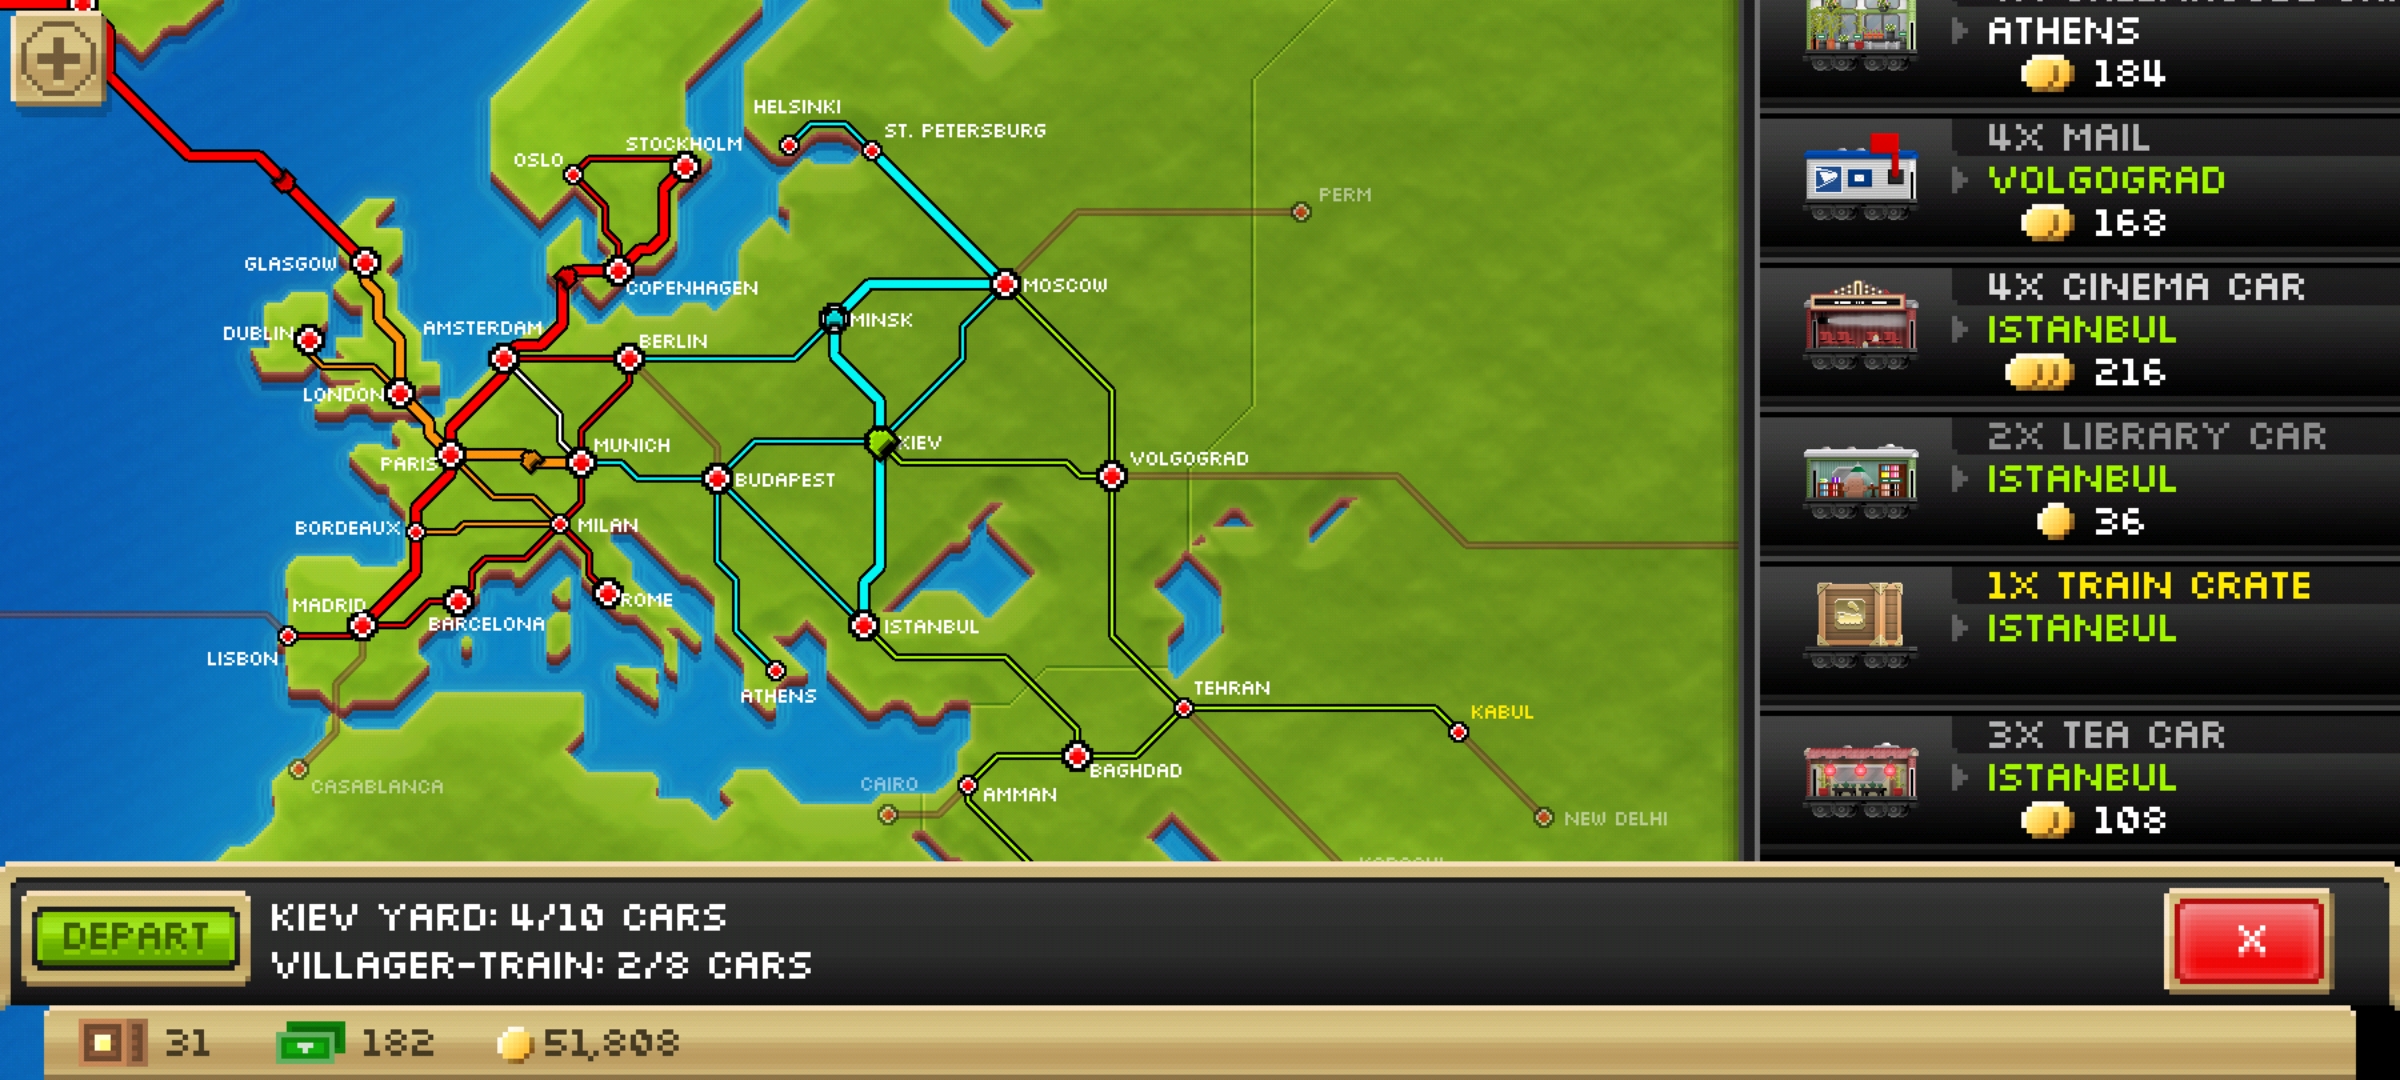 HELSINKI
ST. PETERSBURG
STOCKHOLM
OSLO
PERM
GLASGOW
COPENHAGEN
MOSCOW
DUBLIN
AMSTERDAM
BERLIN
MINSK
LONDON
MUNICH
KIEV
PARIS
BUDAPEST
VOLGOGRAD
BORDEAUX
MILAN
MADRID
BARCELONA
ROME
ISTANBUL
LISBON
ATHENS
TEHRAN
KABUL
CASABLANCA
CAIRO
BAGHDAD
AMMAN
NEW DELHI
ATHENS
184
4X MAIL
VOLGOGRAD
168
4X CINEMA CAR
ISTANBUL
216
2X LIBRARY CAR
ISTANBUL
36
1X TRAIN CRATE
ISTANBUL
3X TEA CAR
ISTANBUL
108
DEPART
KIEV YARD: 4/10 CARS
VILLAGER-TRAIN: 2/8 CARS
X
31
182
51,808